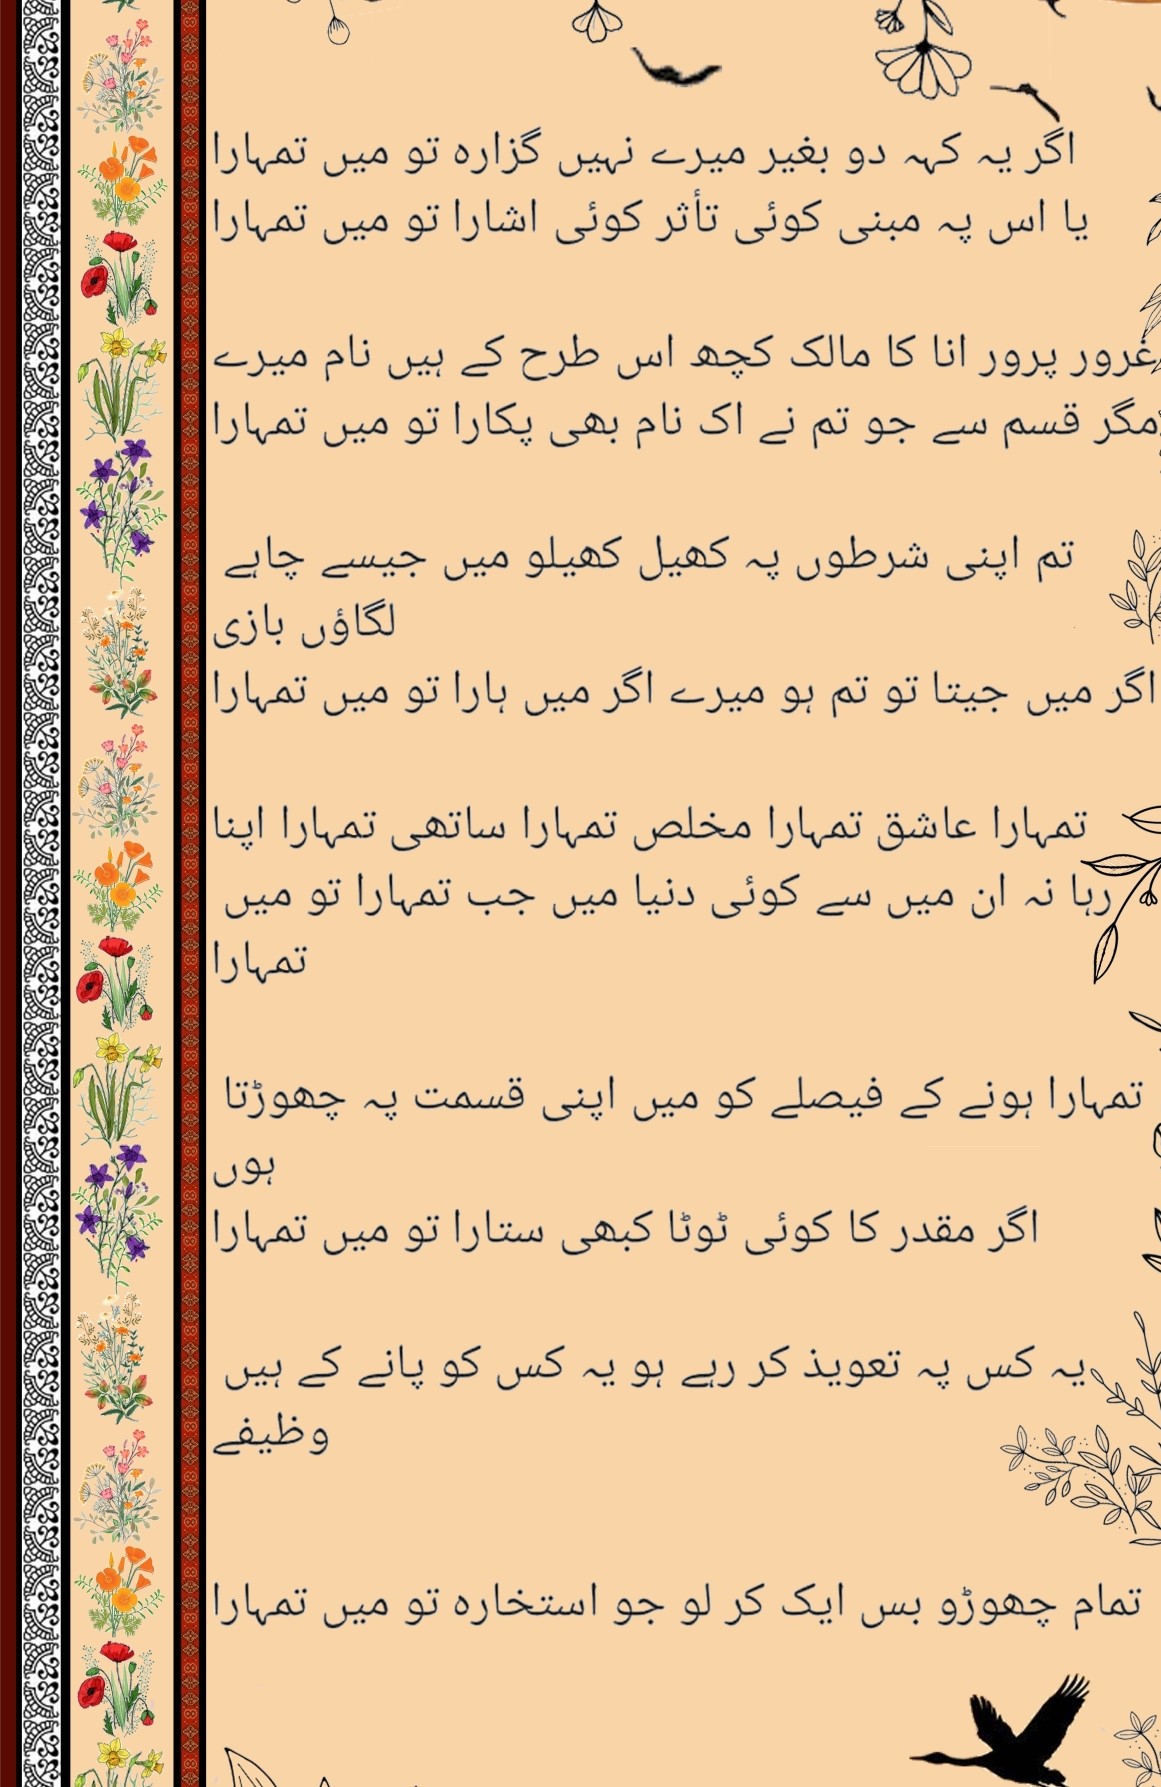 اگر یہ کہہ دو بغیر میرے نہیں گزارہ تو میں تمہارا
یا اس پہ مبنی کوئی تأثر کوئی اشارا تو میں تمہارا
غرور پرور انا کا مالک کچھ اس طرح کے ہیں نام میرے
مگر قسم سے جو تم نے اک نام بھی پکارا تو میں تمہارا
تم اپنی شرطوں پہ کھیل کھیلو میں جیسے چاہے
لگاؤں بازی
اگر میں جیتا تو تم ہو میرے اگر میں ہارا تو میں تمہارا
تمہارا عاشق تمہارا مخلص تمہارا ساتھی تمہارا اپنا
رہا نہ ان میں سے کوئی دنیا میں جب تمہارا تو میں
تمہارا
تمہارا ہونے کے فیصلے کو میں اپنی قسمت پہ چھوڑتا
ہوں
اگر مقدر کا کوئی ٹوٹا کبھی ستارا تو میں تمہارا
یہ کس پہ تعویذ کر رہے ہو یہ کس کو پانے کے ہیں
وظیفے
تمام چھوڑو بس ایک کر لو جو استخارہ تو میں تمہارا